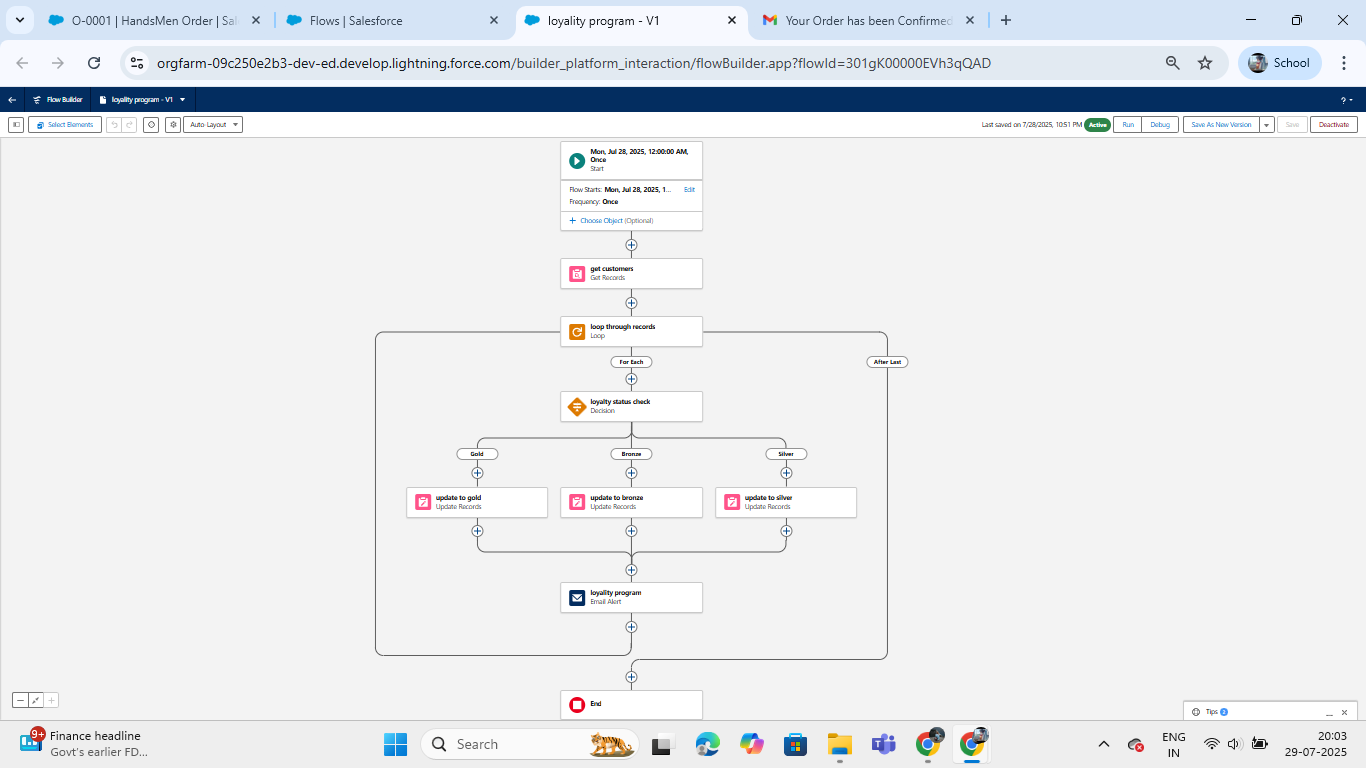 O-0001 | HandsMen Order | Sal
Flows | Salesforce
loyality program - V1
Your Order has been Confirmed
orgfarm-09c250e2b3-dev-ed.develop.lightning.force.com/builder_platform_interaction/flowBuilder.app?flowId=301gK00000EVh3qQAD
School
Flow Builder
loyality program - V1
?
Select Elements
Auto-Layout
Last saved on 7/28/2025, 10:51 PM
Active
Run
Debug
Save As New Version
Save
Deactivate
Mon, Jul 28, 2025, 12:00:00 AM,
Once
Start
Flow Starts: Mon, Jul 28, 2025, 1... Edit
Frequency: Once
+ Choose Object (Optional)
get customers
Get Records
loop through records
Loop
For Each
After Last
loyalty status check
Decision
Gold
Bronze
Silver
update to gold
Update Records
update to bronze
Update Records
update to silver
Update Records
loyality program
Email Alert
End
Tips 2
9+
Finance headline
Govt's earlier FD...
Search
ENG
IN
20:03
29-07-2025